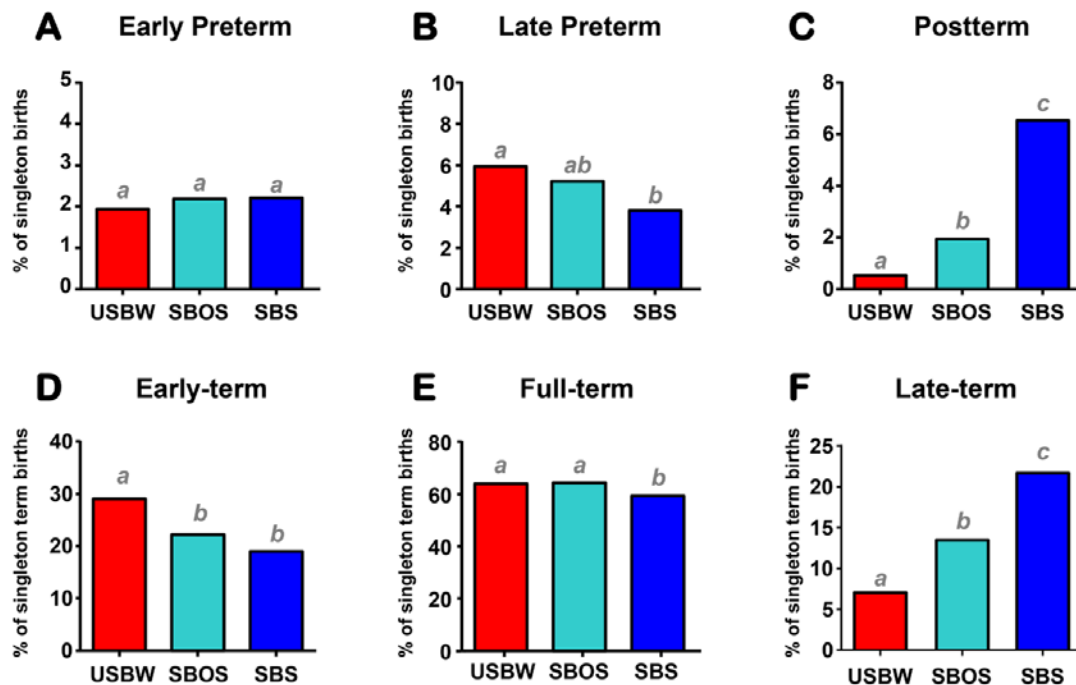 A Early Preterm
% of singleton births
5
4
3
2
1
0
a a a
USBW SBOS SBS
B Late Preterm
% of singleton births
10
8
6
4
2
0
a ab b
USBW SBOS SBS
C Postterm
% of singleton births
8
6
4
2
0
a b c
USBW SBOS SBS
D Early-term
% of singleton term births
40
30
20
10
0
a b b
USBW SBOS SBS
E Full-term
% of singleton term births
80
60
40
20
0
a a b
USBW SBOS SBS
F Late-term
% of singleton term births
25
20
15
10
5
0
a b c
USBW SBOS SBS